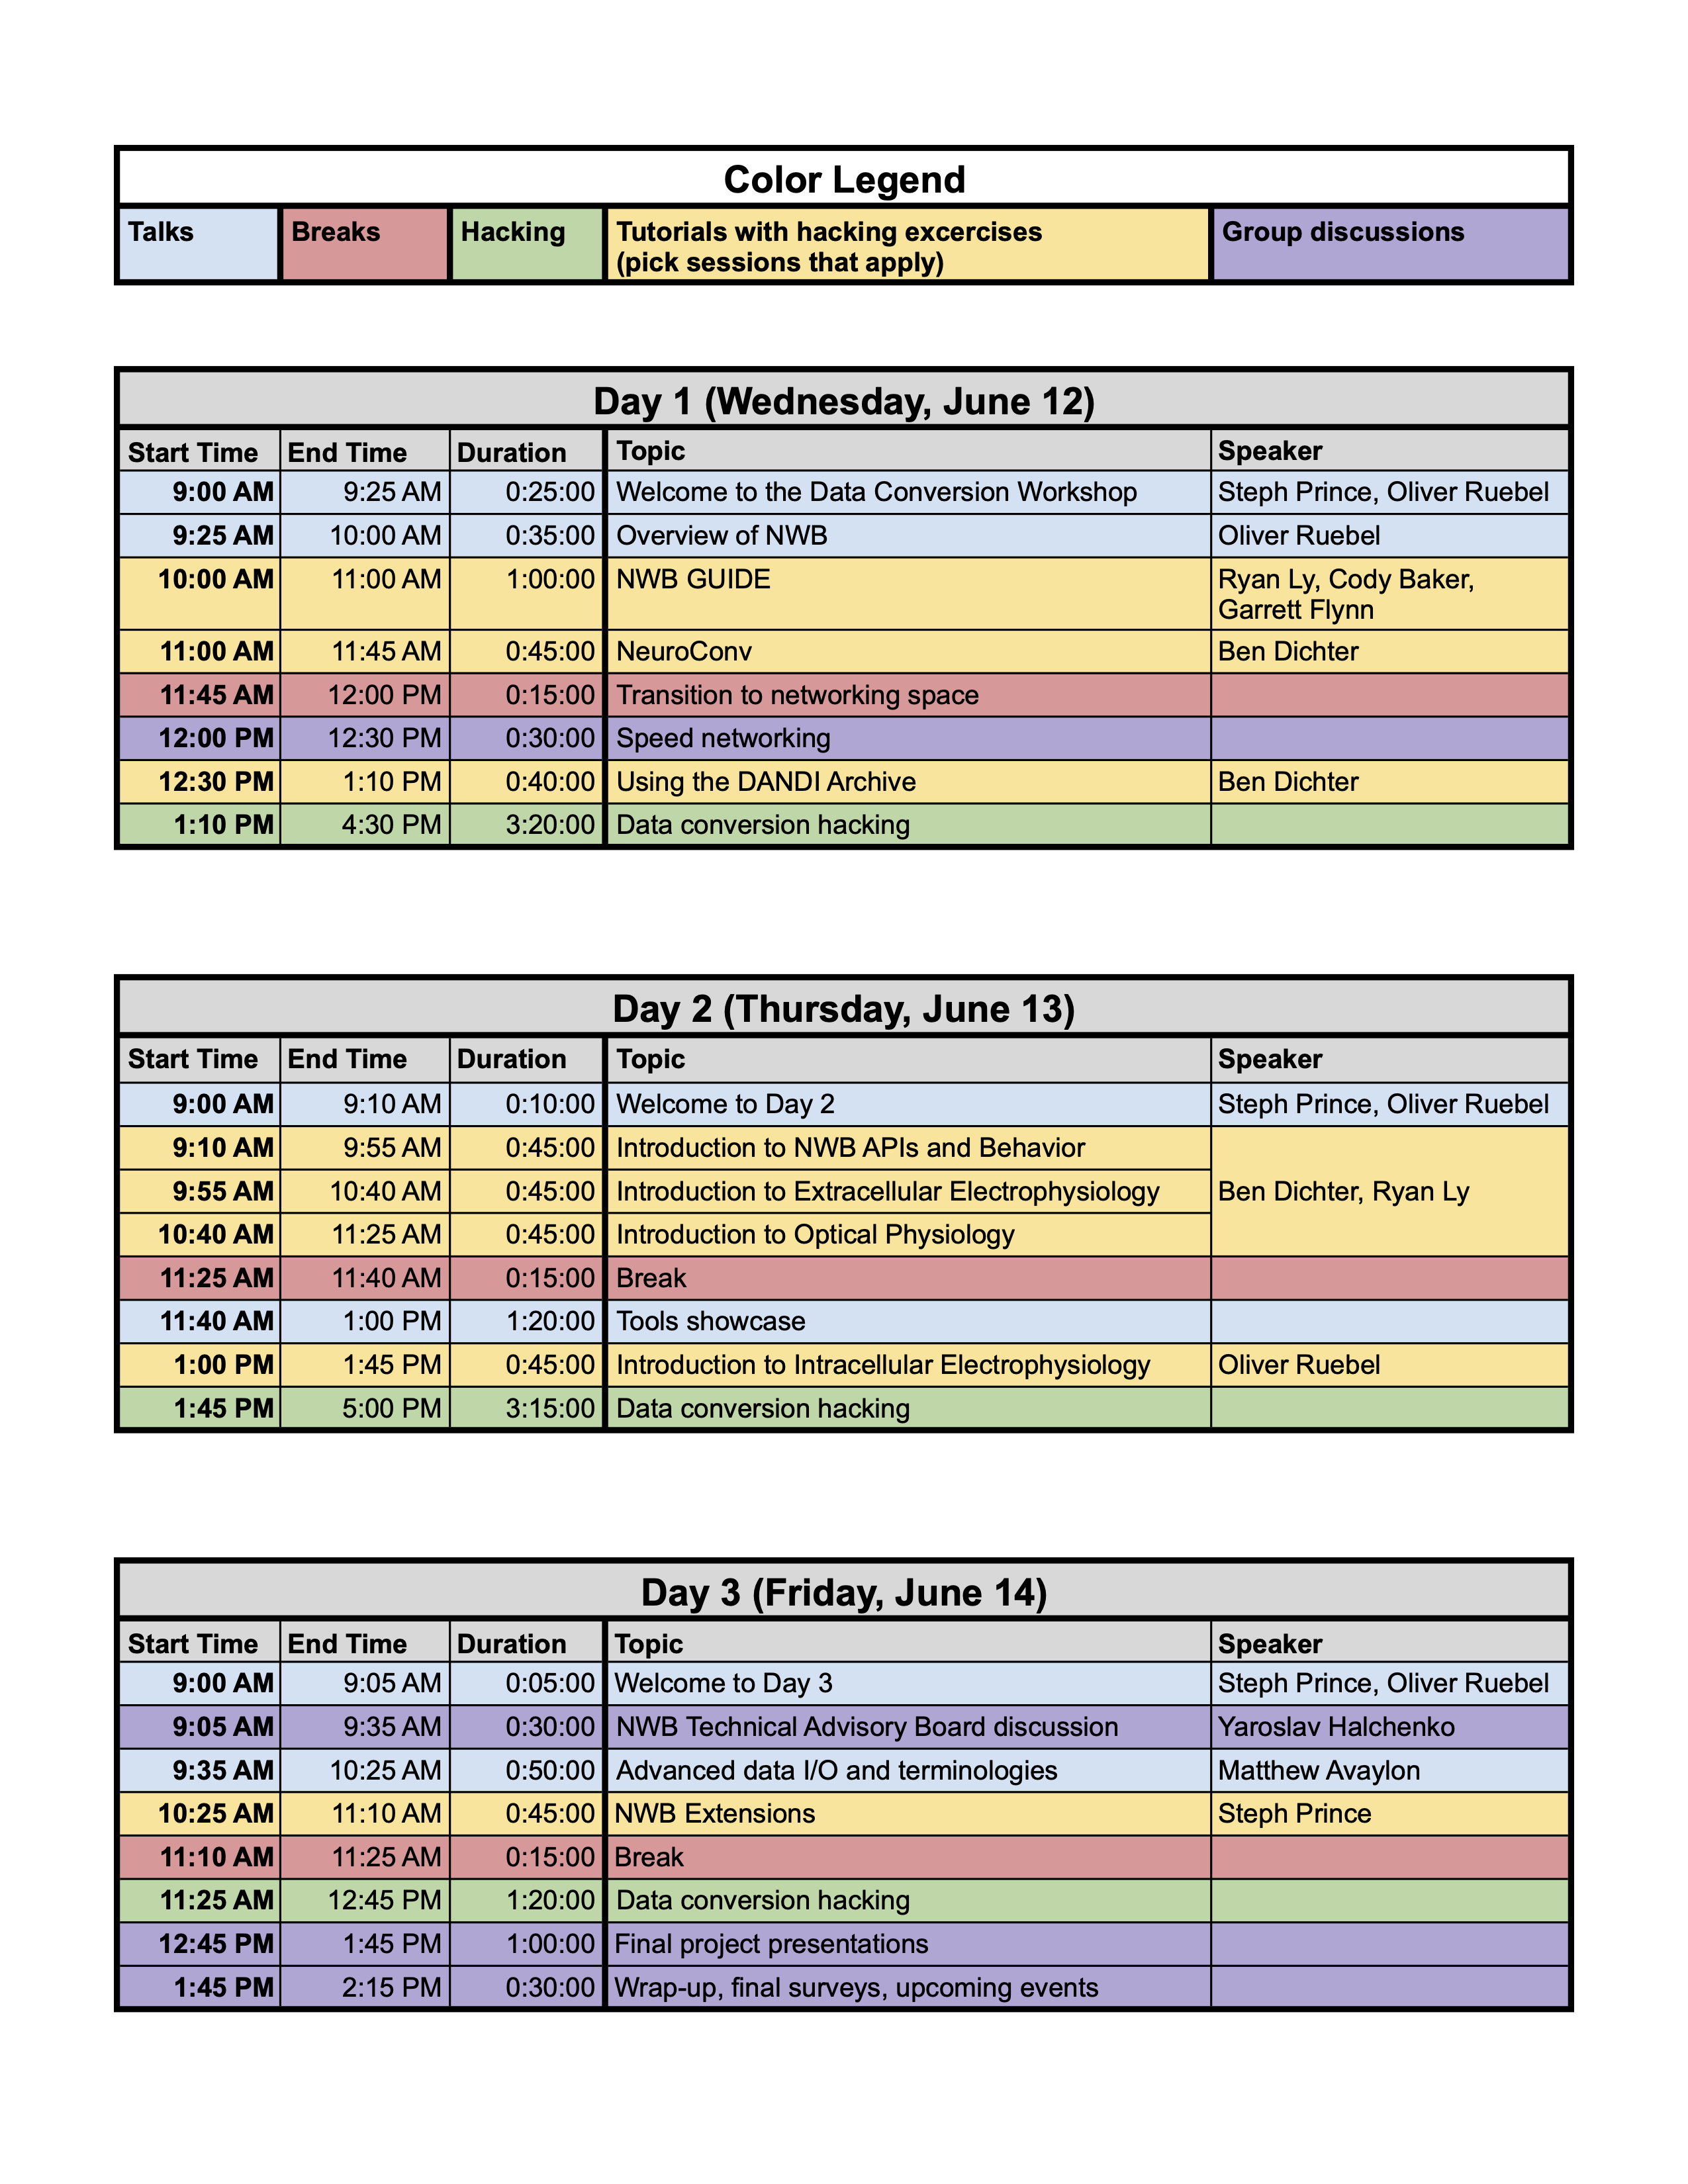 Color Legend
Talks Breaks Hacking Tutorials with hacking excercises Group discussions
(pick sessions that apply)
Day 1 (Wednesday, June 12)
Start Time End Time Duration Topic Speaker
9:00 AM 9:25 AM 0:25:00 Welcome to the Data Conversion Workshop Steph Prince, Oliver Ruebel
9:25 AM 10:00 AM 0:35:00 Overview of NWB Oliver Ruebel
10:00 AM 11:00 AM 1:00:00 NWB GUIDE Ryan Ly, Cody Baker,
Garrett Flynn
11:00 AM 11:45 AM 0:45:00 NeuroConv Ben Dichter
11:45 AM 12:00 PM 0:15:00 Transition to networking space
12:00 PM 12:30 PM 0:30:00 Speed networking
12:30 PM 1:10 PM 0:40:00 Using the DANDI Archive Ben Dichter
1:10 PM 4:30 PM 3:20:00 Data conversion hacking
Day 2 (Thursday, June 13)
Start Time End Time Duration Topic Speaker
9:00 AM 9:10 AM 0:10:00 Welcome to Day 2 Steph Prince, Oliver Ruebel
9:10 AM 9:55 AM 0:45:00 Introduction to NWB APIs and Behavior
9:55 AM 10:40 AM 0:45:00 Introduction to Extracellular Electrophysiology Ben Dichter, Ryan Ly
10:40 AM 11:25 AM 0:45:00 Introduction to Optical Physiology
11:25 AM 11:40 AM 0:15:00 Break
11:40 AM 1:00 PM 1:20:00 Tools showcase
1:00 PM 1:45 PM 0:45:00 Introduction to Intracellular Electrophysiology Oliver Ruebel
1:45 PM 5:00 PM 3:15:00 Data conversion hacking
Day 3 (Friday, June 14)
Start Time End Time Duration Topic Speaker
9:00 AM 9:05 AM 0:05:00 Welcome to Day 3 Steph Prince, Oliver Ruebel
9:05 AM 9:35 AM 0:30:00 NWB Technical Advisory Board discussion Yaroslav Halchenko
9:35 AM 10:25 AM 0:50:00 Advanced data I/O and terminologies Matthew Avaylon
10:25 AM 11:10 AM 0:45:00 NWB Extensions Steph Prince
11:10 AM 11:25 AM 0:15:00 Break
11:25 AM 12:45 PM 1:20:00 Data conversion hacking
12:45 PM 1:45 PM 1:00:00 Final project presentations
1:45 PM 2:15 PM 0:30:00 Wrap-up, final surveys, upcoming events